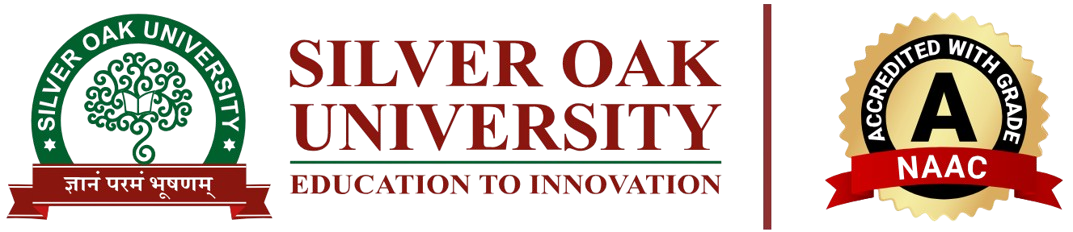 SILVER OAK UNIVERSITY
ज्ञानं परमं भूषणम्
SILVER OAK
UNIVERSITY
EDUCATION TO INNOVATION
ACCREDITED WITH GRADE
A
NAAC